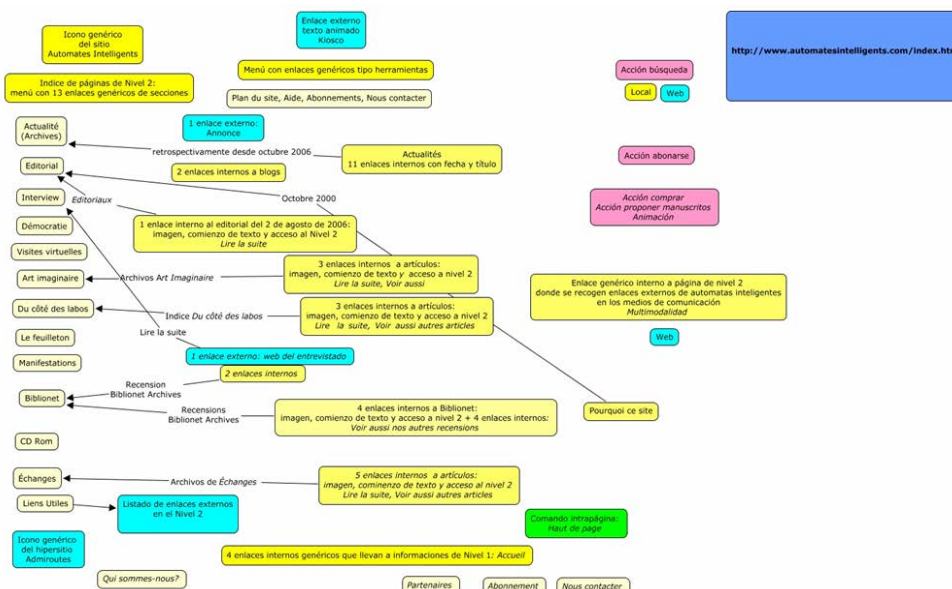 Icono genérico
del sitio
Automates Intelligents
Enlace externo
texto animado
Kiosco
http://www.automatesintelligents.com/index.htm
Menú con enlaces genéricos tipo herramientas
Acción búsqueda
Indice de páginas de Nivel 2:
menú con 13 enlaces genéricos de secciones
Plan du site, Aide, Abonnements, Nous contacter
Local
Web
Actualité
(Archives)
1 enlace externo:
Annonce
retrospectivamente desde octubre 2006
Actualités
11 enlaces internos con fecha y título
Acción abonarse
Editorial
2 enlaces internos a blogs
Interview
Editoriaux
Octobre 2000
Acción comprar
Acción proponer manuscritos
Animación
Démocratie
1 enlace interno al editorial del 2 de agosto de 2006:
imagen, comienzo de texto y acceso al Nivel 2
Lire la suite
Visites virtuelles
Art imaginaire
Archivos Art Imaginaire
3 enlaces internos a artículos:
imagen, comienzo de texto y acceso a nivel 2
Lire la suite, Voir aussi
Enlace genérico interno a página de nivel 2
donde se recogen enlaces externos de automatas inteligentes
en los medios de comunicación
Multimodalidad
Du côté des labos
Indice Du côté des labos
3 enlaces internos a artículos:
imagen, comienzo de texto y acceso a nivel 2
Lire la suite, Voir aussi autres articles
Le feuilleton
Lire la suite
Web
Manifestations
1 enlace externo: web del entrevistado
2 enlaces internos
Biblionet
Recension
Biblionet Archives
Recensions
Biblionet Archives
4 enlaces internos a Biblionet:
imagen, comienzo de texto y acceso a nivel 2 + 4 enlaces internos:
Voir aussi nos autres recensions
Pourquoi ce site
CD Rom
Échanges
Archivos de Échanges
5 enlaces internos a artículos:
imagen, cominenzo de texto y acceso al nivel 2
Lire la suite, Voir aussi autres articles
Liens Utiles
Listado de enlaces externos
en el Nivel 2
Comando intrapágina:
Haut de page
Icono genérico
del hipersitio
Admiroutes
4 enlaces internos genéricos que llevan a informaciones de Nivel 1: Accueil
Qui sommes-nous?
Partenaires
Abonnement
Nous contacter